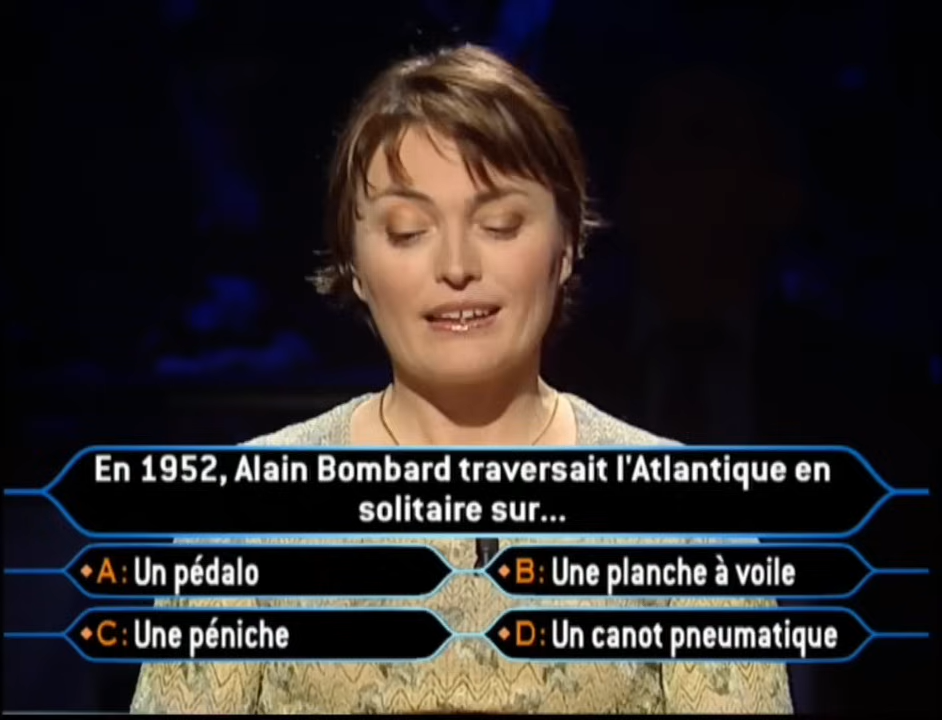 En 1952, Alain Bombard traversait l'Atlantique en
solitaire sur...
A: Un pédalo
B: Une planche à voile
C: Une péniche
D: Un canot pneumatique